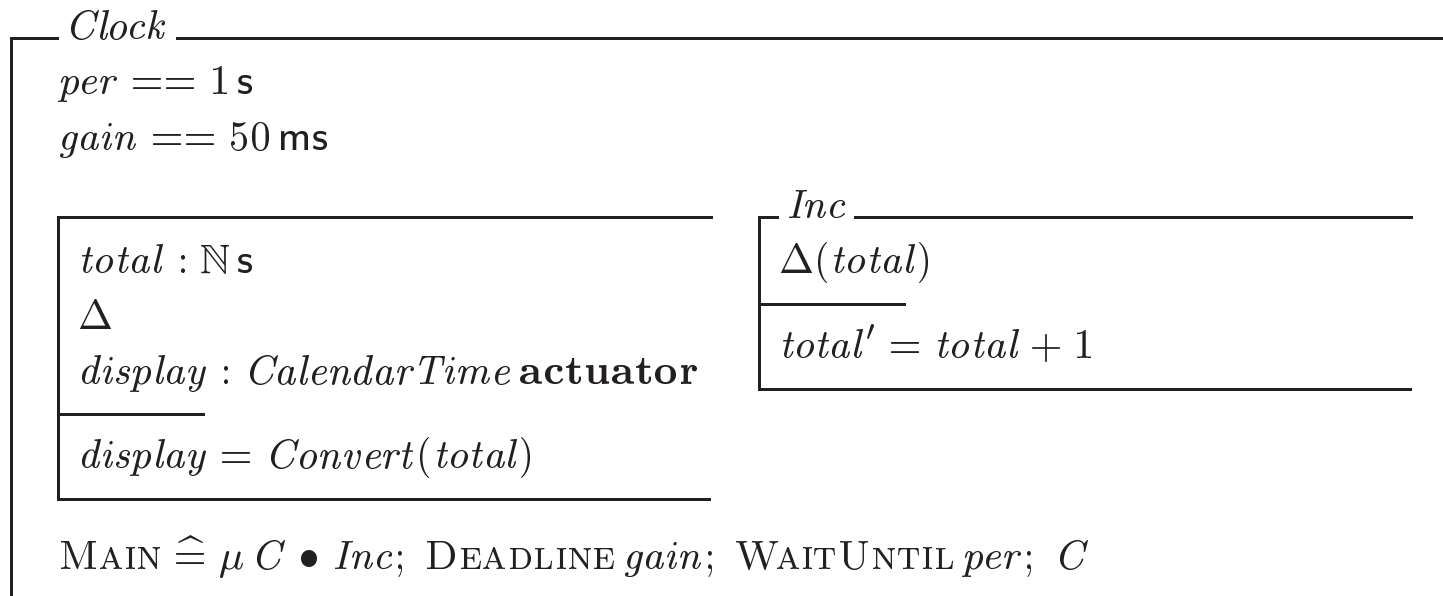 Clock
per == 1 s
gain == 50 ms
total : ℕ s
Δ
display : CalendarTime actuator
display = Convert(total)
Inc
Δ(total)
total′ = total + 1
MAIN ≙ μ C • Inc; DEADLINE gain; WAITUNTIL per; C